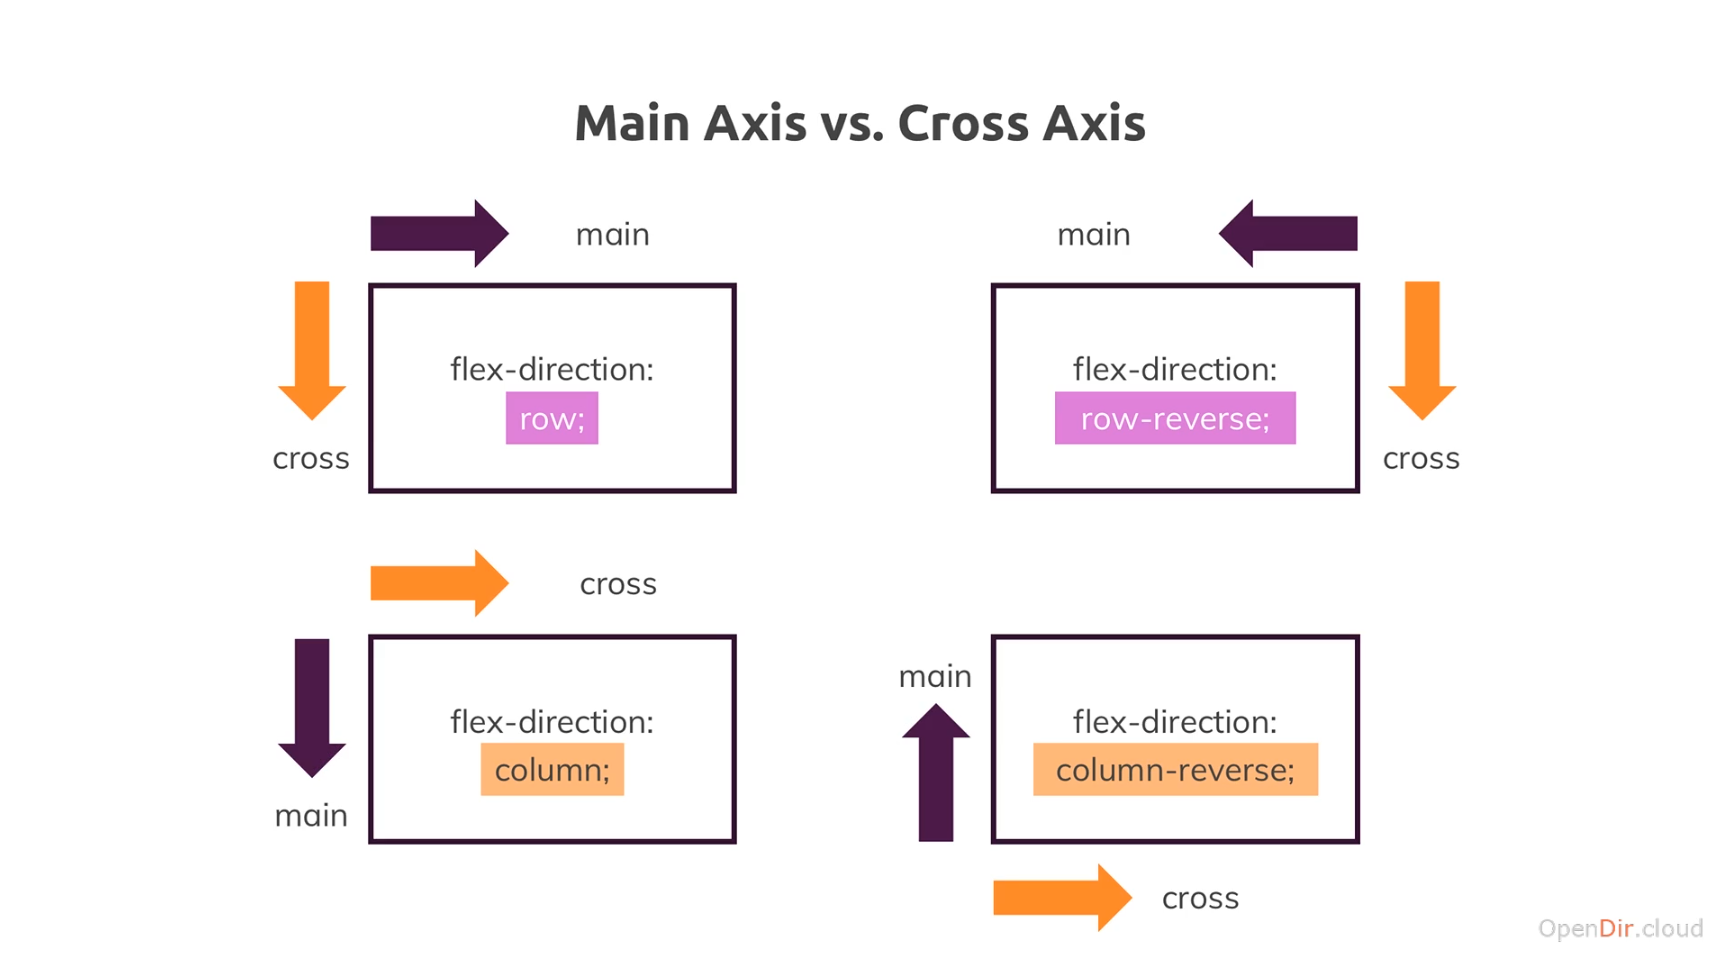 Main Axis vs. Cross Axis
main
cross
flex-direction:
row;
main
cross
flex-direction:
row-reverse;
cross
main
flex-direction:
column;
main
flex-direction:
column-reverse;
cross
OpenDir.cloud